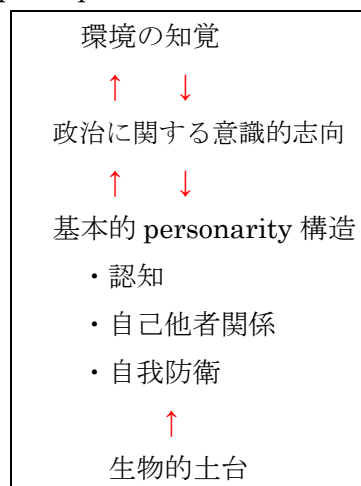 環境の知覚
↑ ↓
政治に関する意識的志向
↑ ↓
基本的 personarity 構造
・認知
・自己他者関係
・自我防衛
↑
生物的土台